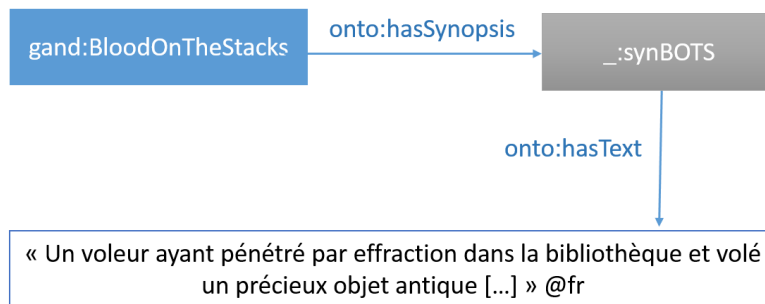 gand:BloodOnTheStacks
onto:hasSynopsis
_:synBOTS
onto:hasText
« Un voleur ayant pénétré par effraction dans la bibliothèque et volé
un précieux objet antique [...] » @fr